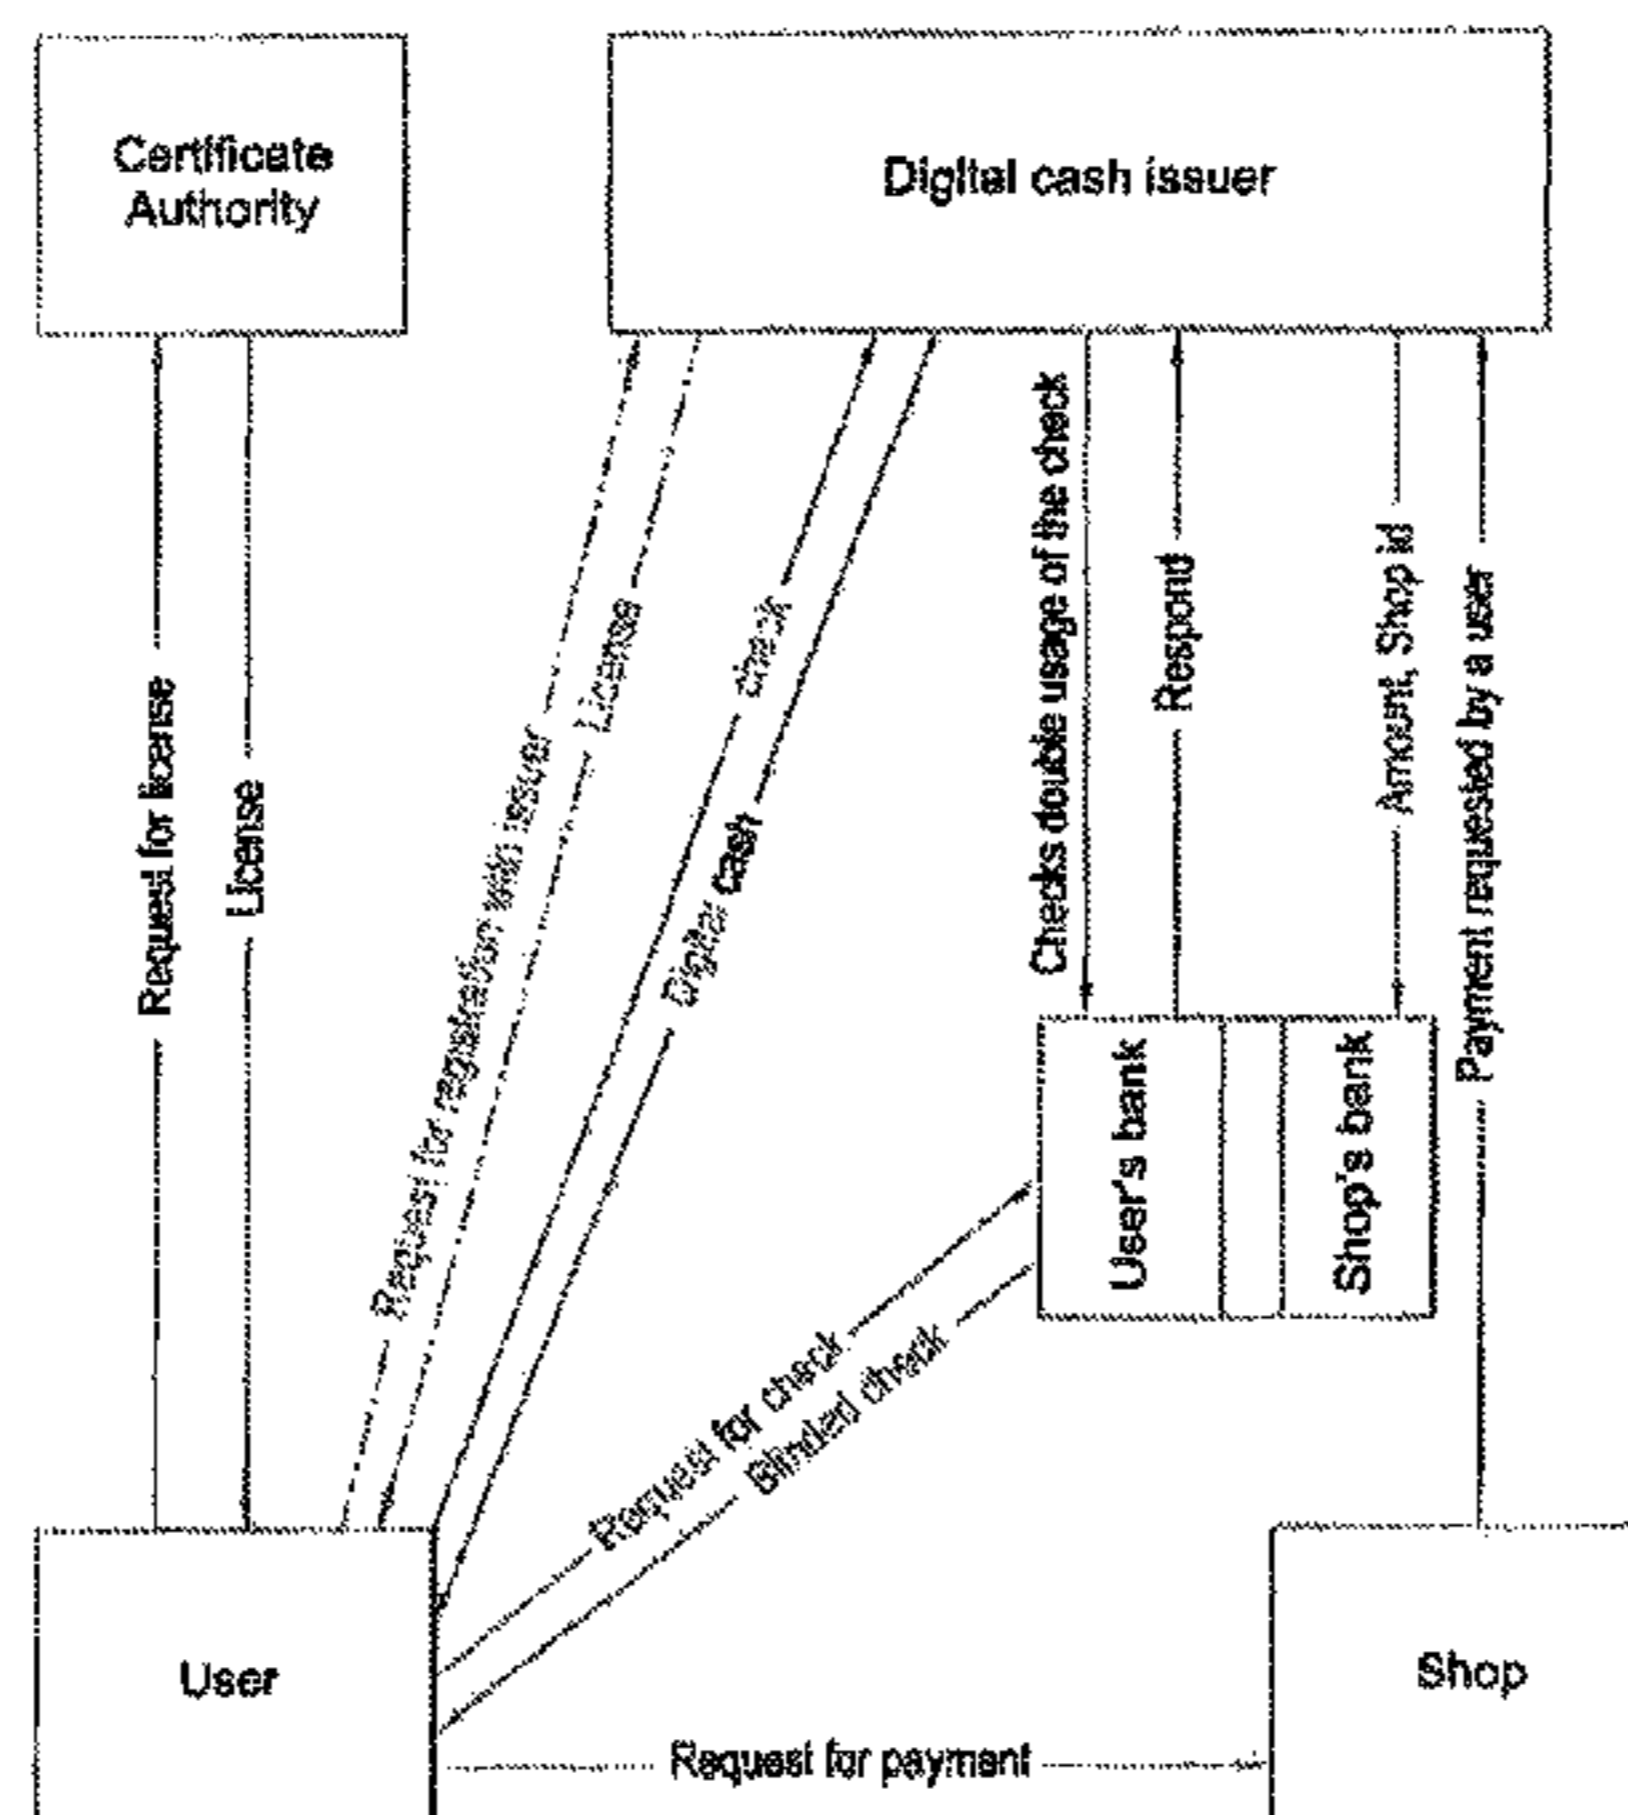 Certificate
Authority
Digital cash issuer
Request for license
License
Request for registration with issuer
License
check
Digital cash
Checks double usage of the check
Respond
Amount, Shop id
Payment requested by a user
User's bank
Shop's bank
Request for check
Blinded check
User
Shop
Request for payment